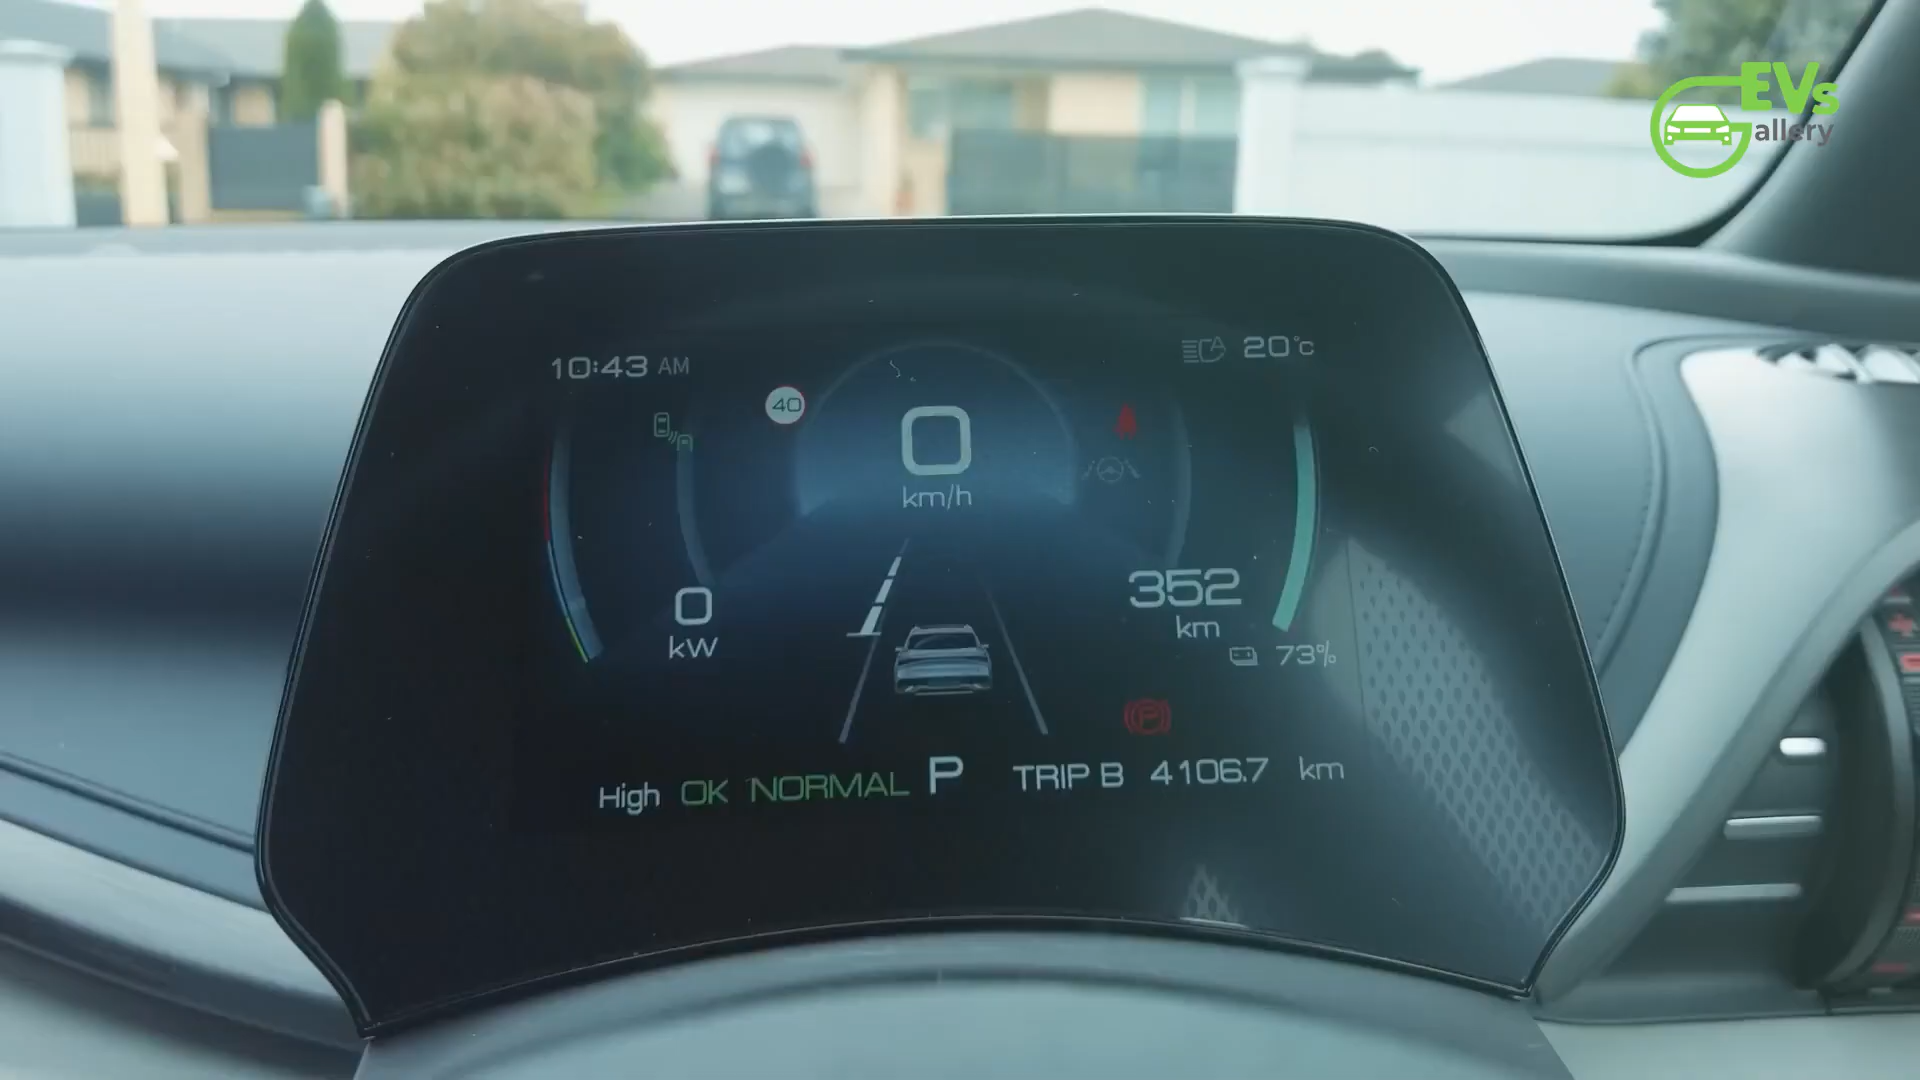 EVs
Gallery
10:43 AM
20°C
40
0
km/h
0
kW
352
km
73%
High OK NORMAL P TRIP B 4106.7 km